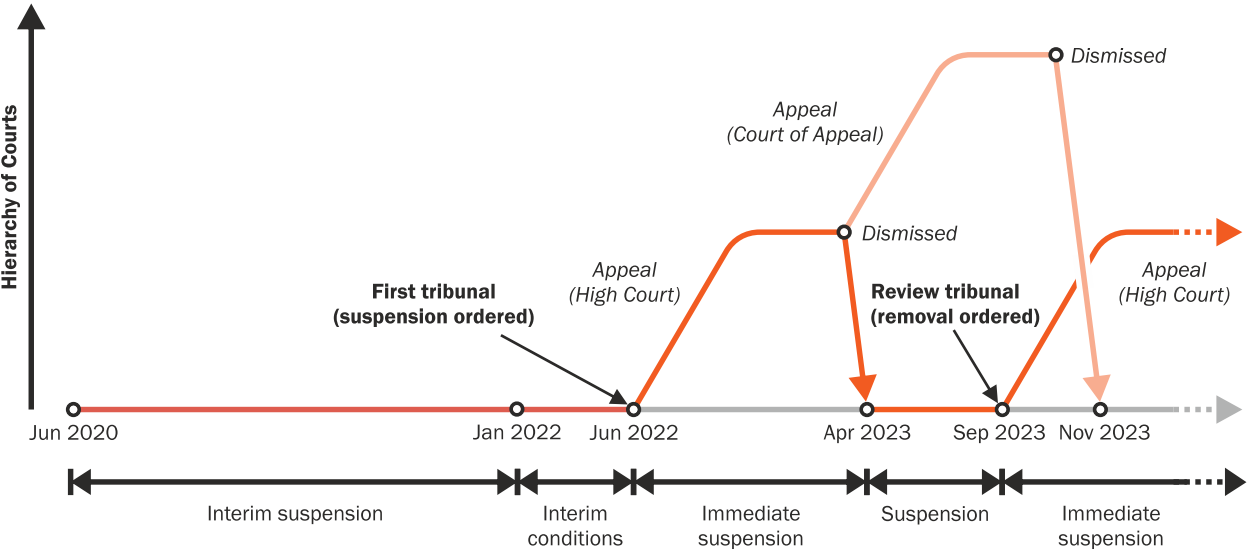 Hierarchy of Courts
Dismissed
Appeal
(Court of Appeal)
Dismissed
Appeal
(High Court)
Appeal
(High Court)
First tribunal
(suspension ordered)
Review tribunal
(removal ordered)
Jun 2020
Jan 2022
Jun 2022
Apr 2023
Sep 2023
Nov 2023
Interim suspension
Interim
conditions
Immediate
suspension
Suspension
Immediate
suspension